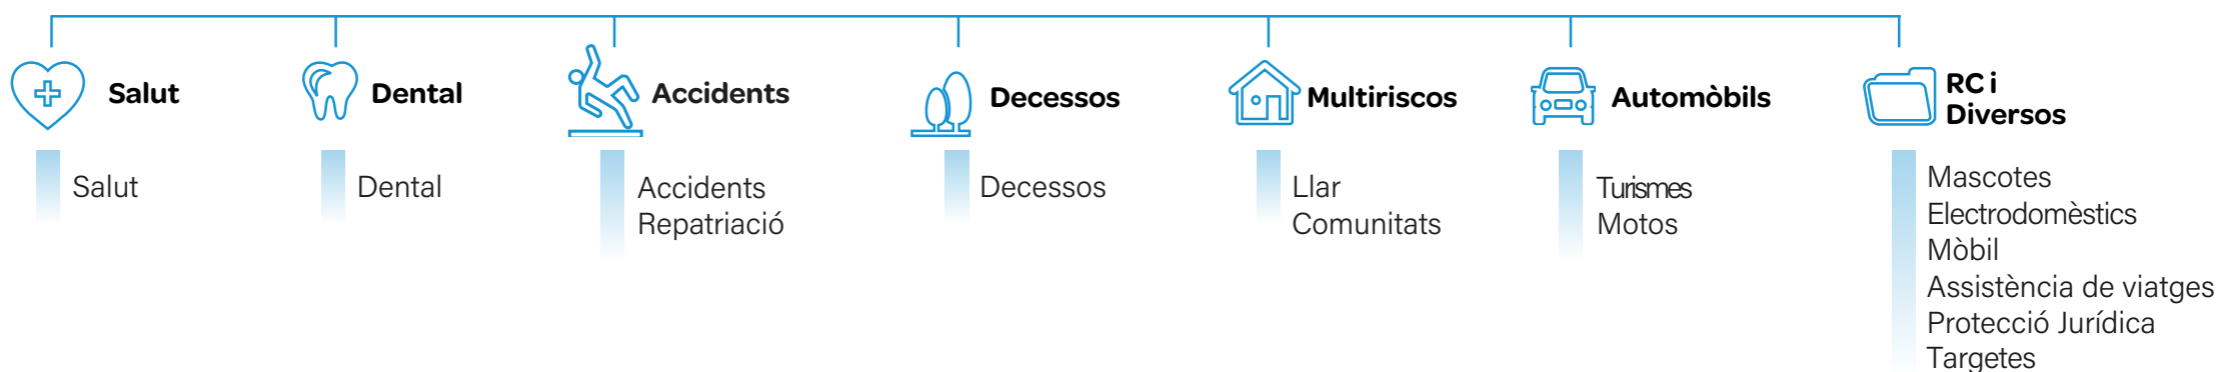 Salut
Dental
Accidents
Decessos
Multiriscos
Automòbils
RC i
Diversos
Salut
Dental
Accidents
Repatriació
Decessos
Llar
Comunitats
Turismes
Motos
Mascotes
Electrodomèstics
Mòbil
Assistència de viatges
Protecció Jurídica
Targetes